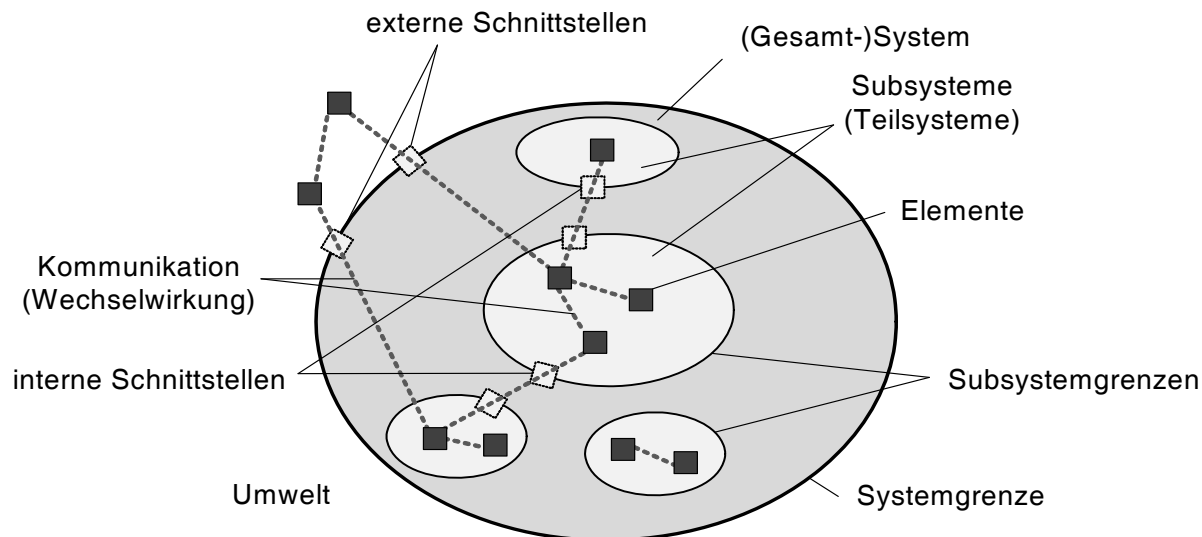 externe Schnittstellen
(Gesamt-)System
Subsysteme
(Teilsysteme)
Elemente
Kommunikation
(Wechselwirkung)
interne Schnittstellen
Subsystemgrenzen
Umwelt
Systemgrenze